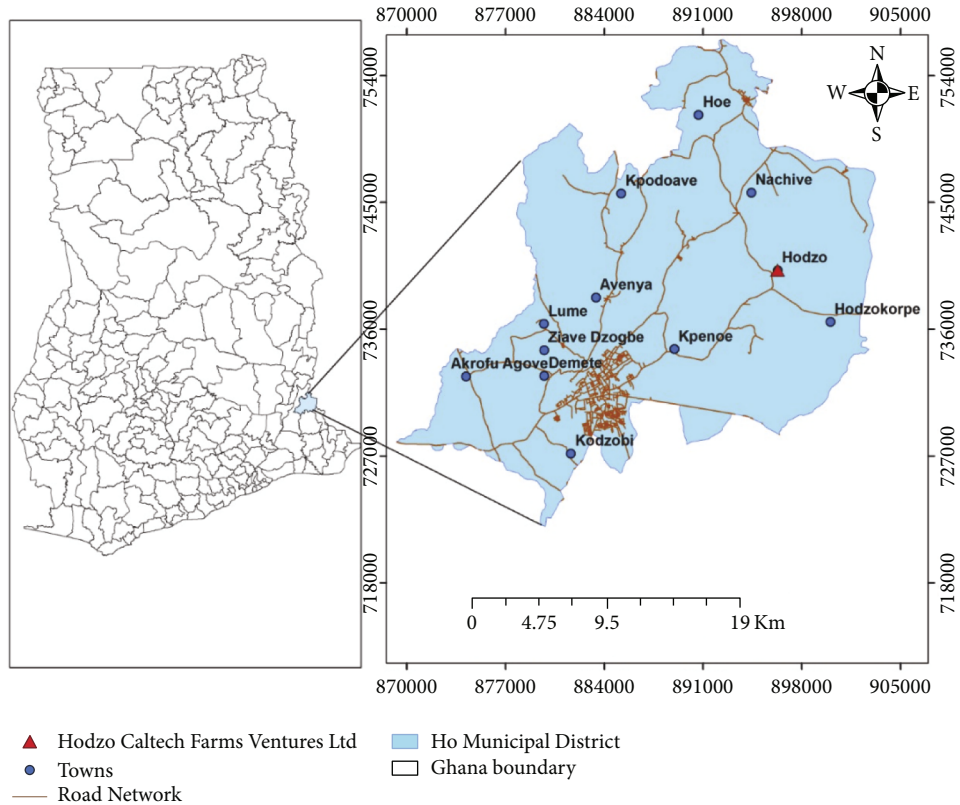 870000 877000 884000 891000 898000 905000
754000
745000
736000
727000
718000
754000
745000
736000
727000
718000
N
W E
S
Hoe
Kpodoave
Nachive
Hodzo
Avenya
Hodzokorpe
Lume
Ziave Dzogbe
Kpenoe
Akrofu AgoveDemete
Kodzobi
0 4.75 9.5 19 Km
870000 877000 884000 891000 898000 905000
Hodzo Caltech Farms Ventures Ltd
Towns
Road Network
Ho Municipal District
Ghana boundary